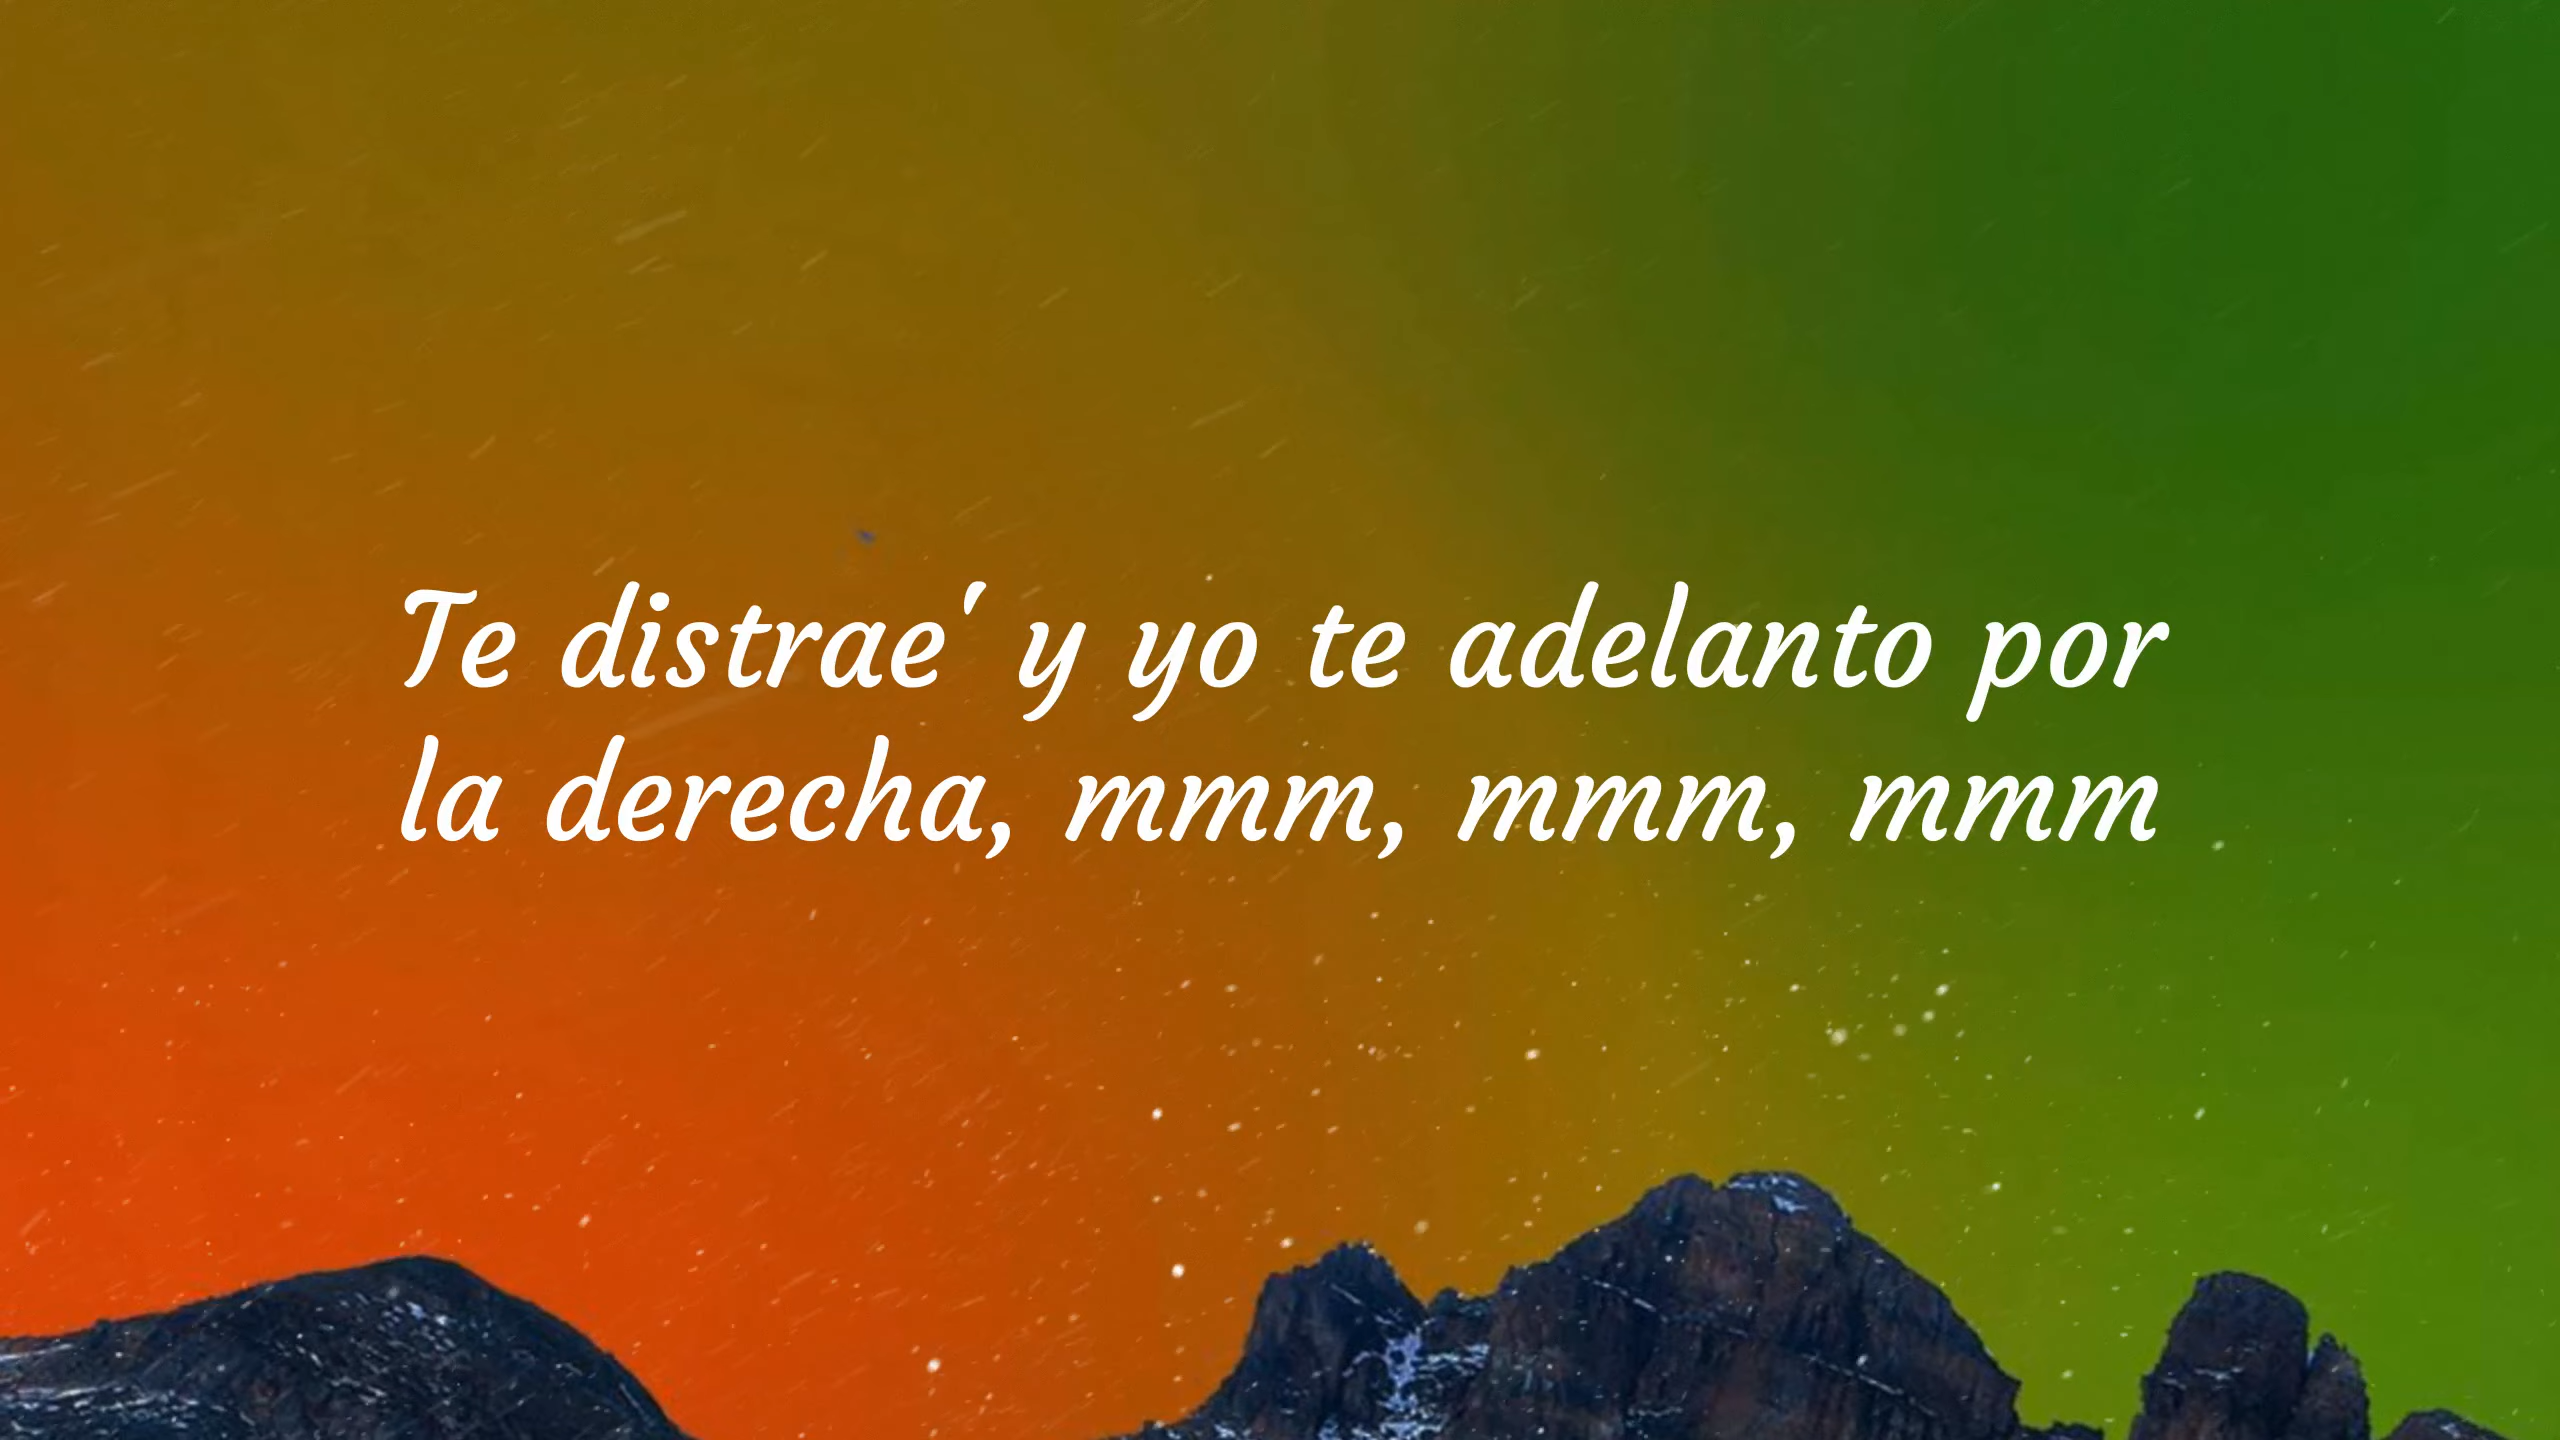 Te distrae' y yo te adelanto por
la derecha, mmm, mmm, mmm